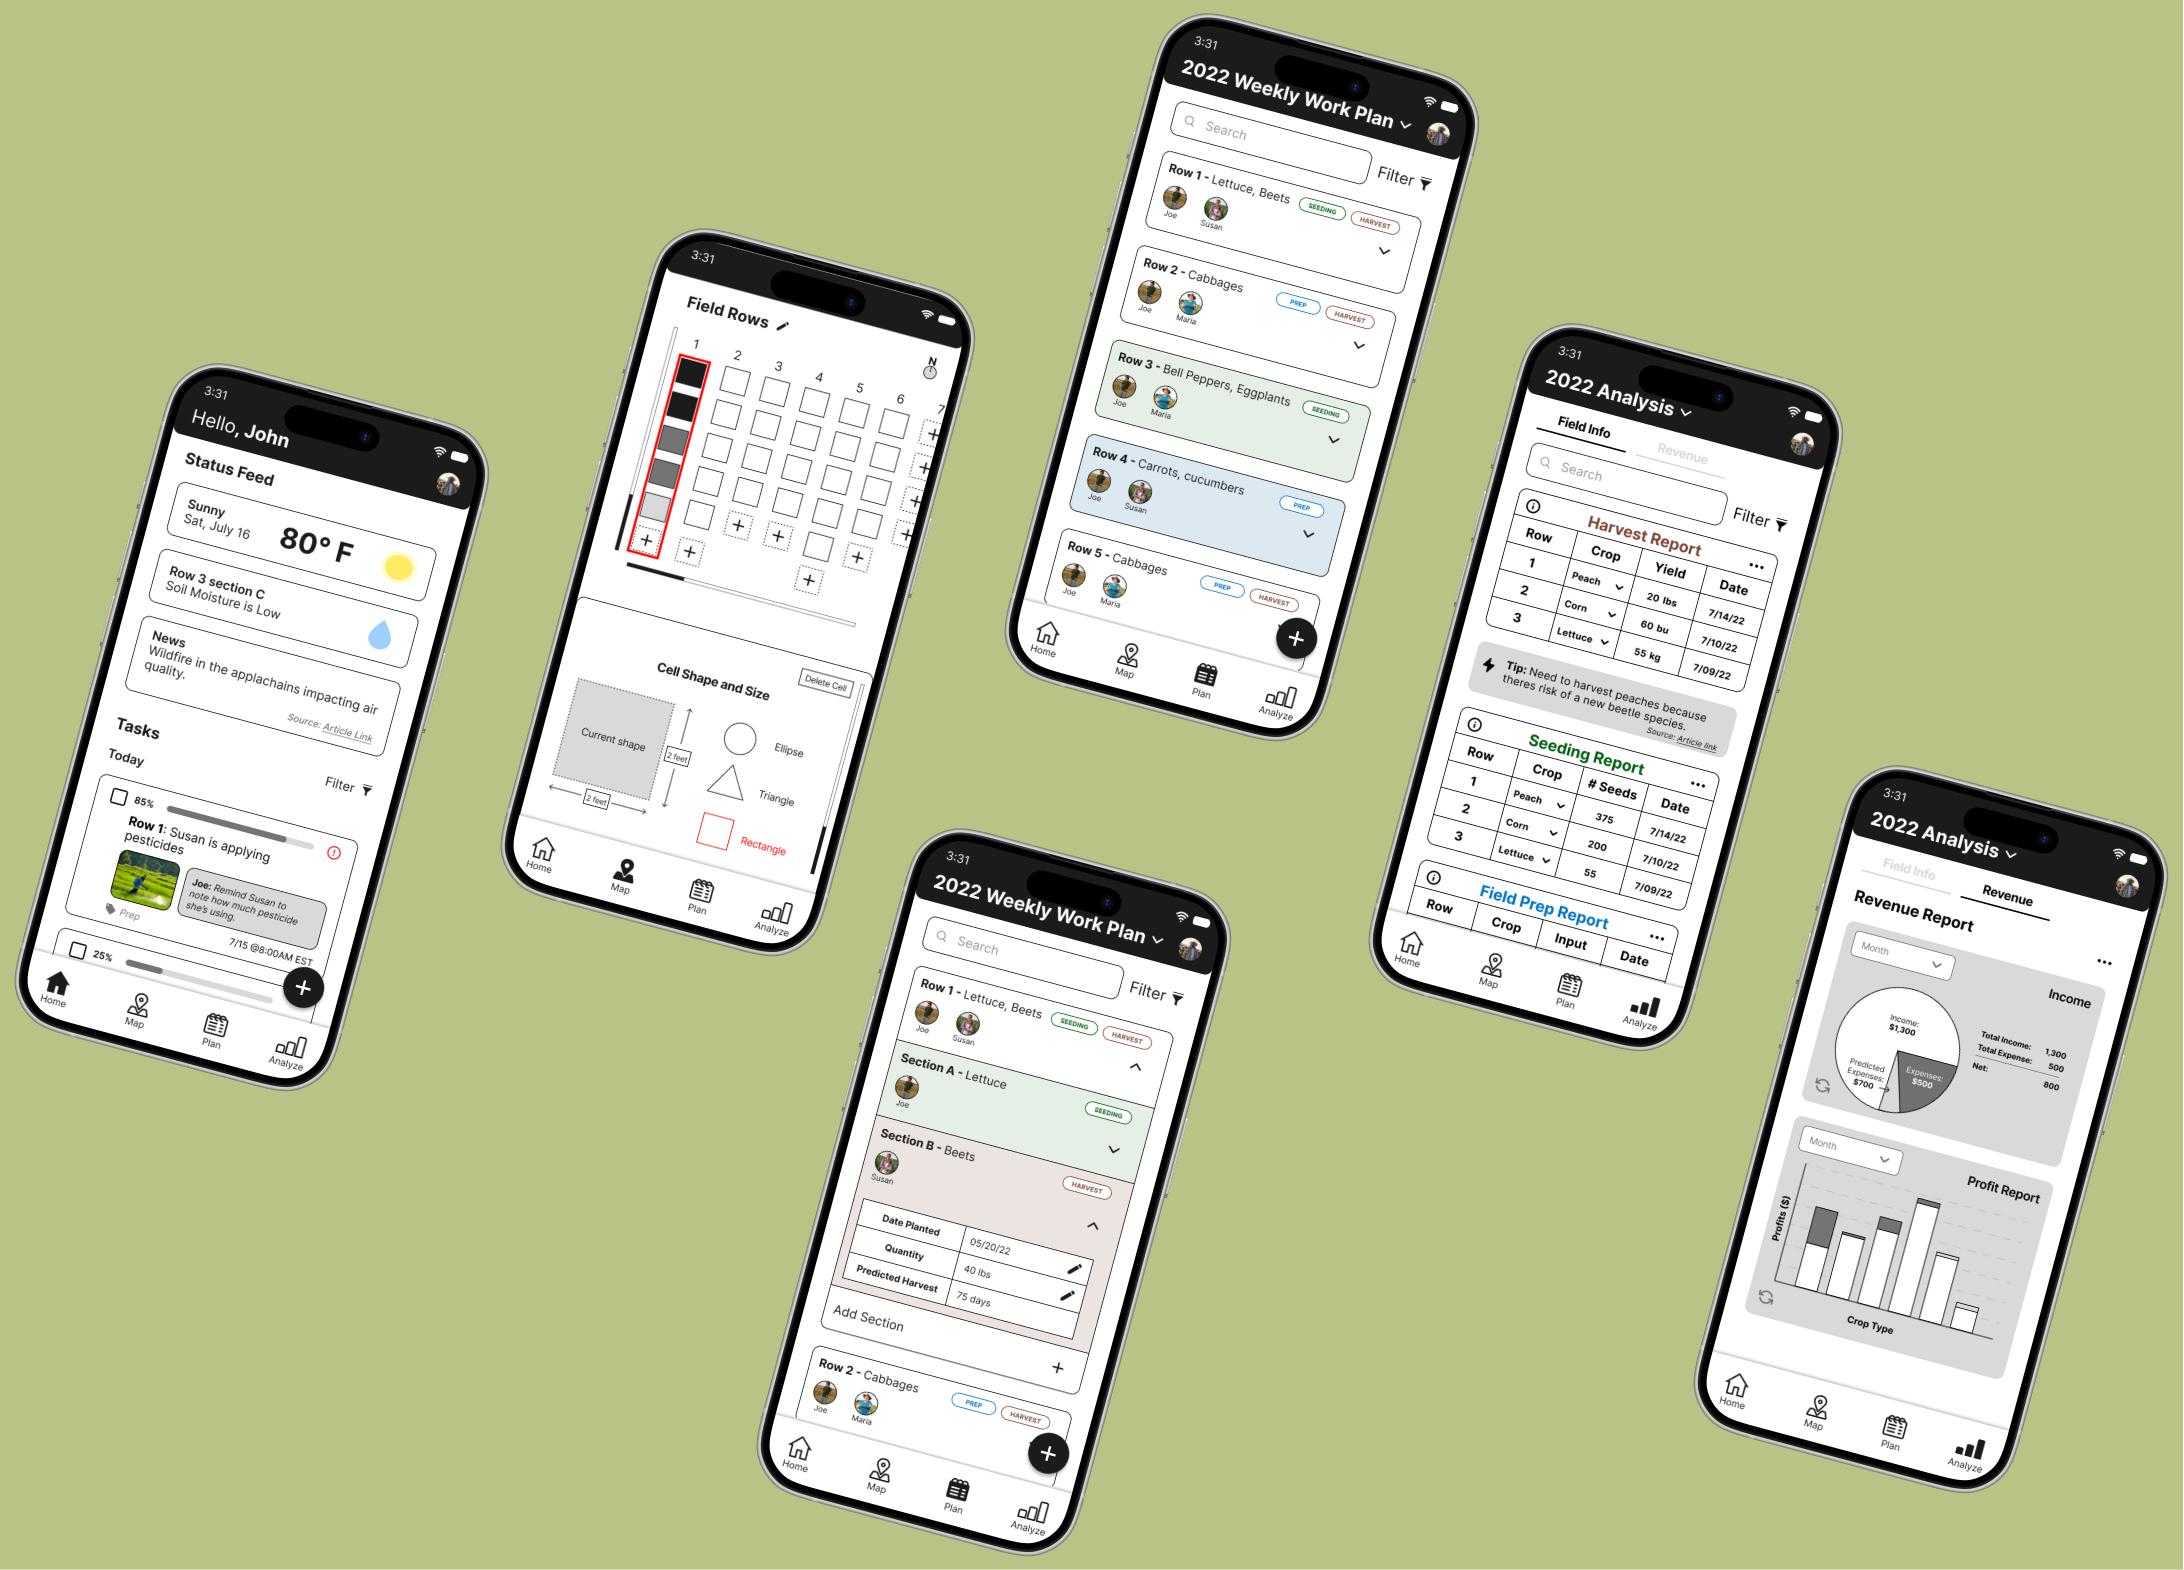 3:31
Hello, John
Status Feed
Sunny
Sat, July 16
80° F
Row 3 section C
Soil Moisture is Low
News
Wildfire in the applachains impacting air
quality.
Source: Article Link
Tasks
Today
Filter
85%
Row 1: Susan is applying
pesticides
Joe: Remind Susan to
note how much pesticide
she's using.
Prep
7/15 @8:00AM EST
25%
Home
Map
Plan
Analyze
3:31
Field Rows
N
1
2
3
4
5
6
7
Cell Shape and Size
Delete Cell
Current shape
2 feet
2 feet
Ellipse
Triangle
Rectangle
Home
Map
Plan
Analyze
3:31
2022 Weekly Work Plan
Search
Filter
Row 1 - Lettuce, Beets
SEEDING
HARVEST
Joe
Susan
Row 2 - Cabbages
PREP
HARVEST
Joe
Maria
Row 3 - Bell Peppers, Eggplants
SEEDING
Joe
Maria
Row 4 - Carrots, cucumbers
PREP
Joe
Susan
Row 5 - Cabbages
PREP
HARVEST
Joe
Maria
Home
Map
Plan
Analyze
3:31
2022 Weekly Work Plan
Search
Filter
Row 1 - Lettuce, Beets
SEEDING
HARVEST
Joe
Susan
Section A - Lettuce
Joe
SEEDING
Section B - Beets
Susan
HARVEST
Date Planted
05/20/22
Quantity
40 lbs
Predicted Harvest
75 days
Add Section
Row 2 - Cabbages
PREP
HARVEST
Joe
Maria
Home
Map
Plan
Analyze
3:31
2022 Analysis
Field Info
Revenue
Search
Filter
Harvest Report
Row Crop Yield Date
1 Peach 20 lbs 7/14/22
2 Corn 60 bu 7/10/22
3 Lettuce 55 kg 7/09/22
Tip: Need to harvest peaches because
theres risk of a new beetle species.
Source: Article link
Seeding Report
Row Crop # Seeds Date
1 Peach 375 7/14/22
2 Corn 200 7/10/22
3 Lettuce 55 7/09/22
Field Prep Report
Row Crop Input Date
Home
Map
Plan
Analyze
3:31
2022 Analysis
Field Info
Revenue
Revenue Report
Month
Income
Income:
$1,300
Predicted
Expenses:
$700
Expenses:
$500
Total Income: 1,300
Total Expense: 500
Net: 800
Month
Profit Report
Profits ($)
Crop Type
Home
Map
Plan
Analyze